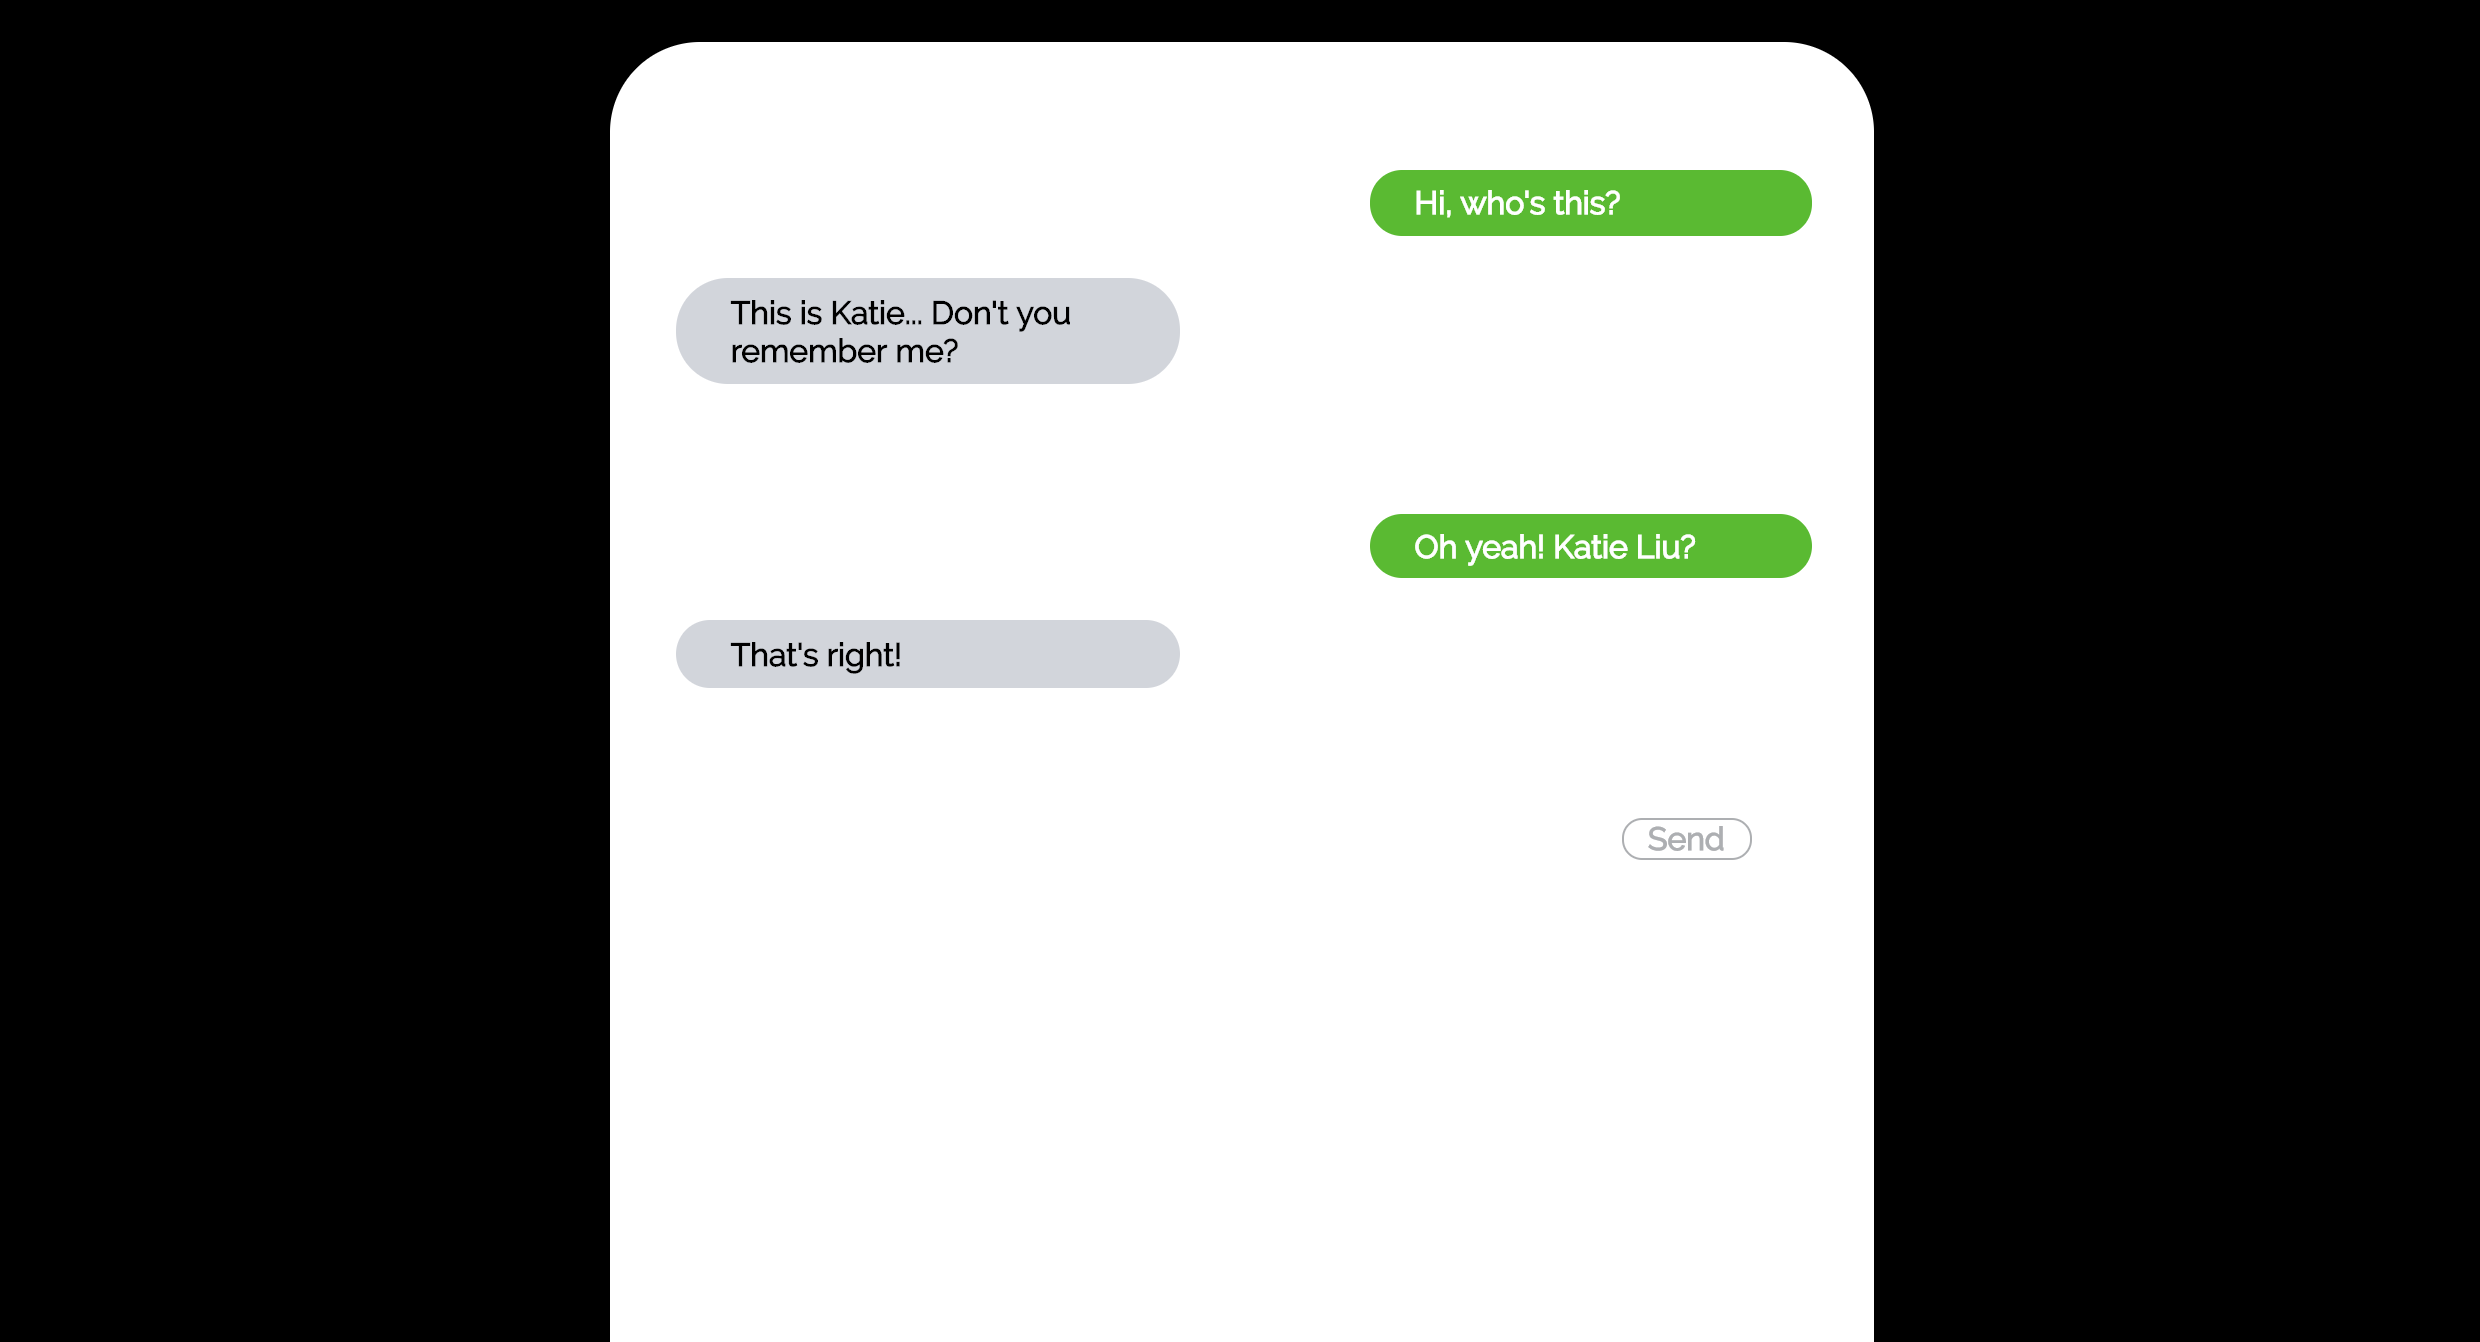 Hi, who's this?
This is Katie... Don't you
remember me?
Oh yeah! Katie Liu?
That's right!
Send